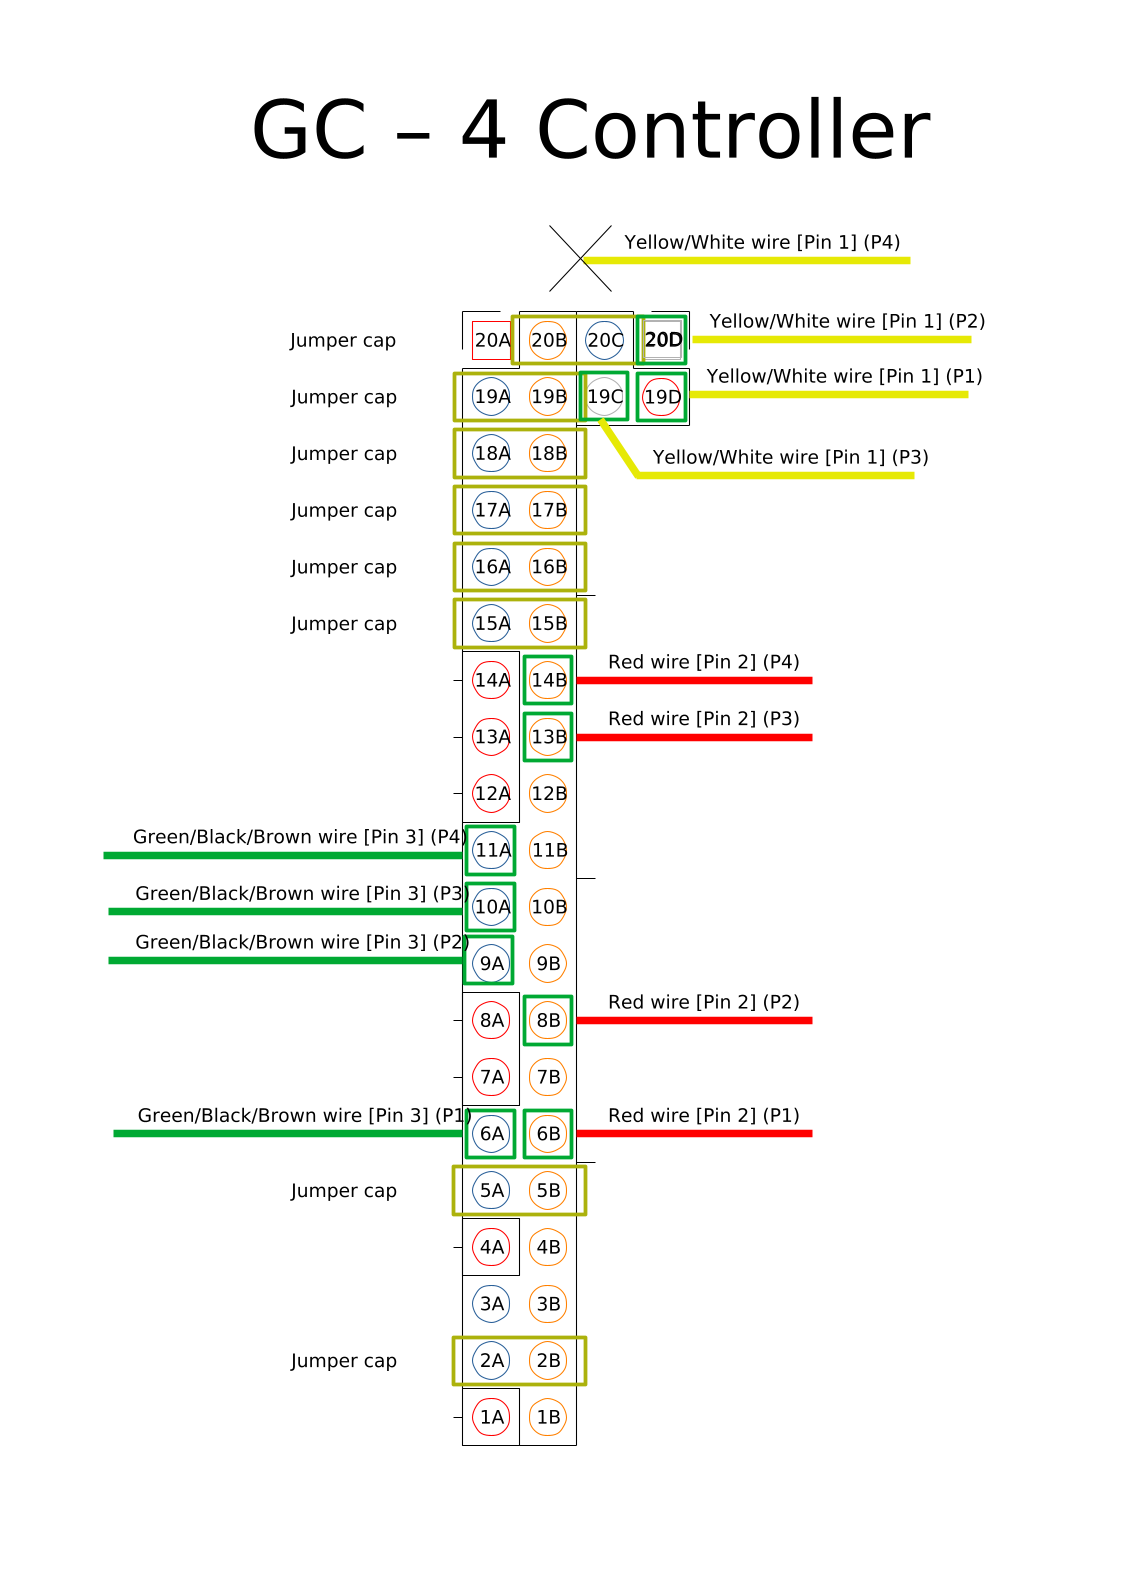 GC – 4 Controller
Yellow/White wire [Pin 1] (P4)
Yellow/White wire [Pin 1] (P2)
Jumper cap 20A 20B 20C 20D
Yellow/White wire [Pin 1] (P1)
Jumper cap 19A 19B 19C 19D
Jumper cap 18A 18B
Yellow/White wire [Pin 1] (P3)
Jumper cap 17A 17B
Jumper cap 16A 16B
Jumper cap 15A 15B
Red wire [Pin 2] (P4)
14A 14B
Red wire [Pin 2] (P3)
13A 13B
12A 12B
Green/Black/Brown wire [Pin 3] (P4)
11A 11B
Green/Black/Brown wire [Pin 3] (P3)
10A 10B
Green/Black/Brown wire [Pin 3] (P2)
9A 9B
Red wire [Pin 2] (P2)
8A 8B
7A 7B
Green/Black/Brown wire [Pin 3] (P1) Red wire [Pin 2] (P1)
6A 6B
Jumper cap 5A 5B
4A 4B
3A 3B
Jumper cap 2A 2B
1A 1B